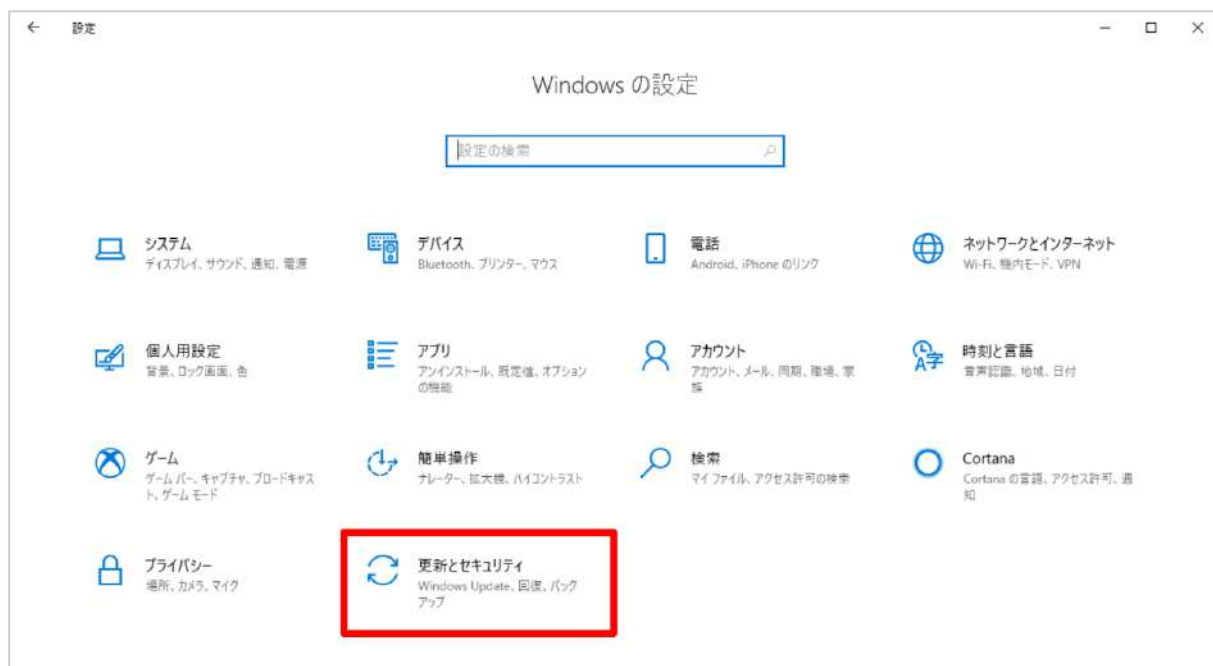 設定
Windows の設定
設定の検索
システム
ディスプレイ、サウンド、通知、電源
デバイス
Bluetooth、プリンター、マウス
電話
Android、iPhone のリンク
ネットワークとインターネット
Wi-Fi、機内モード、VPN
個人用設定
背景、ロック画面、色
アプリ
アンインストール、既定値、オプション
の機能
アカウント
アカウント、メール、同期、職場、家
族
時刻と言語
音声認識、地域、日付
ゲーム
ゲーム バー、キャプチャ、ブロードキャス
ト、ゲーム モード
簡単操作
ナレーター、拡大鏡、ハイコントラスト
検索
マイ ファイル、アクセス許可の検索
Cortana
Cortana の言語、アクセス許可、通
知
プライバシー
場所、カメラ、マイク
更新とセキュリティ
Windows Update、回復、バック
アップ